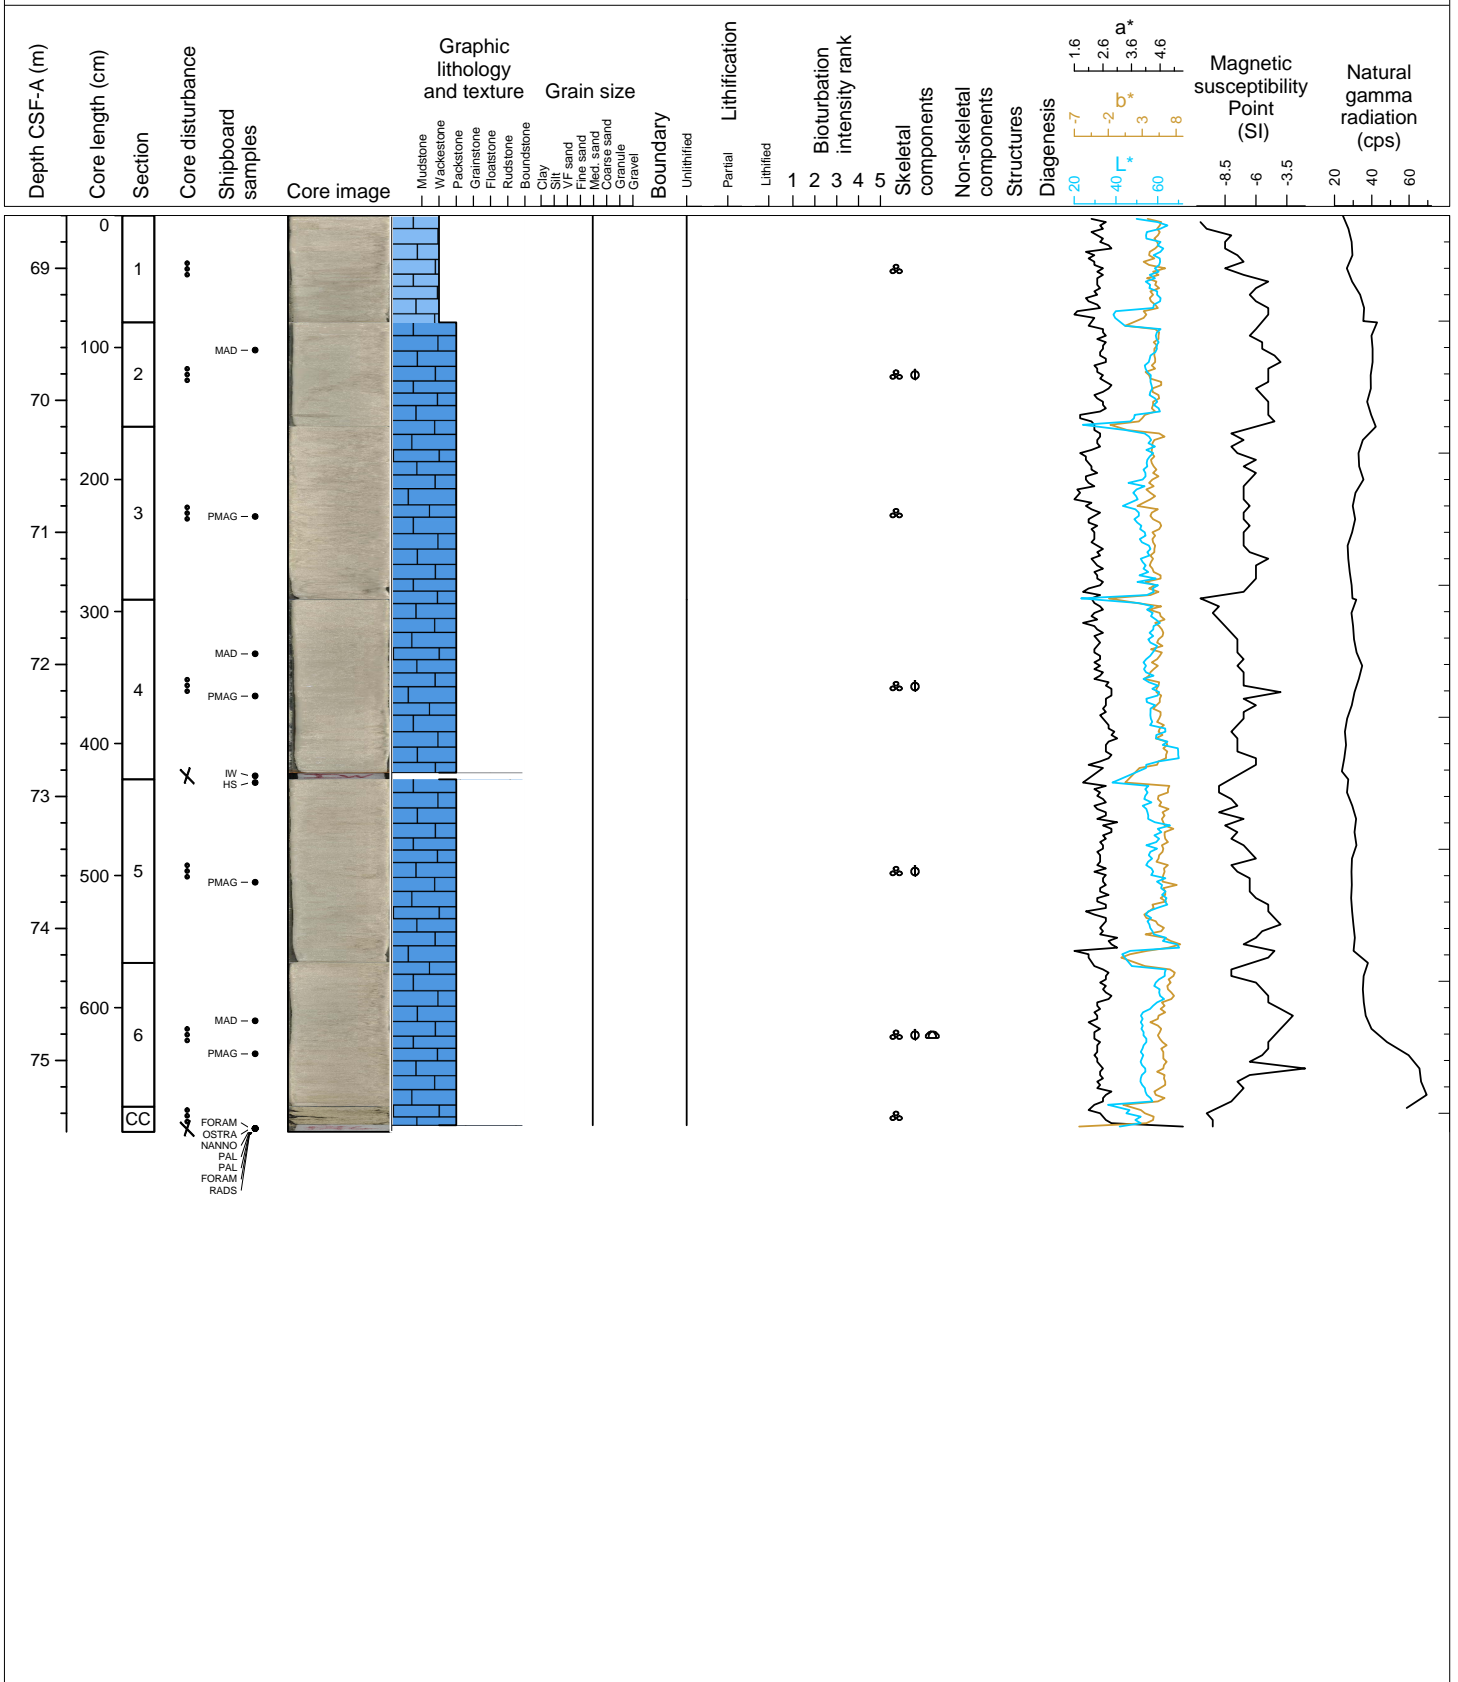 Depth CSF-A (m)
Core length (cm)
Section
Core disturbance
Shipboard
samples
Core image
Graphic
lithology
and texture
Mudstone
Wackestone
Packstone
Grainstone
Floatstone
Rudstone
Boundstone
Grain size
Clay
Silt
VF sand
Fine sand
Med. sand
Coarse sand
Granule
Gravel
Boundary
Lithification
Unlithified
Partial
Lithified
Bioturbation
intensity rank
1 2 3 4 5
Skeletal
components
Non-skeletal
components
Structures
Diagenesis
a*
1.6 2.6 3.6 4.6
b*
-7 -2 3 8
L*
20 40 60
Magnetic
susceptibility
Point
(SI)
-8.5 -6 -3.5
Natural
gamma
radiation
(cps)
20 40 60
0
69
1
100
MAD
2
70
200
3
PMAG
71
300
MAD
72
4
PMAG
400
IW
HS
73
5
500
PMAG
74
600
MAD
6
PMAG
75
CC
FORAM
OSTRA
NANNO
PAL
PAL
FORAM
RADS